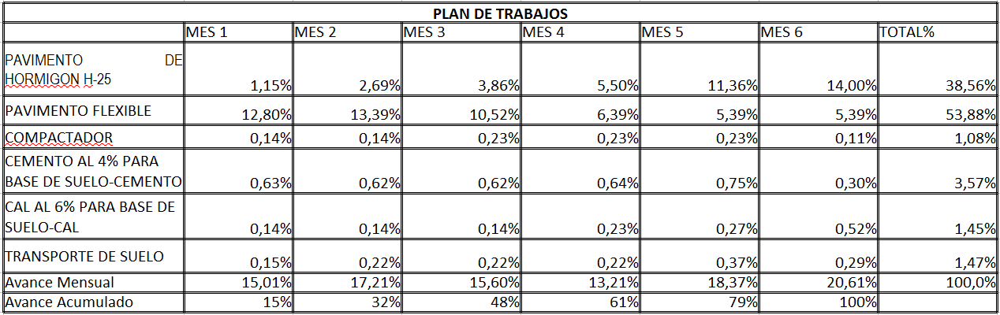 PLAN DE TRABAJOS
MES 1 MES 2 MES 3 MES 4 MES 5 MES 6 TOTAL%
PAVIMENTO DE
HORMIGON H-25 1,15% 2,69% 3,86% 5,50% 11,36% 14,00% 38,56%
PAVIMENTO FLEXIBLE 12,80% 13,39% 10,52% 6,39% 5,39% 5,39% 53,88%
COMPACTADOR 0,14% 0,14% 0,23% 0,23% 0,23% 0,11% 1,08%
CEMENTO AL 4% PARA
BASE DE SUELO-CEMENTO 0,63% 0,62% 0,62% 0,64% 0,75% 0,30% 3,57%
CAL AL 6% PARA BASE DE
SUELO-CAL 0,14% 0,14% 0,14% 0,23% 0,27% 0,52% 1,45%
TRANSPORTE DE SUELO 0,15% 0,22% 0,22% 0,22% 0,37% 0,29% 1,47%
Avance Mensual 15,01% 17,21% 15,60% 13,21% 18,37% 20,61% 100,0%
Avance Acumulado 15% 32% 48% 61% 79% 100%